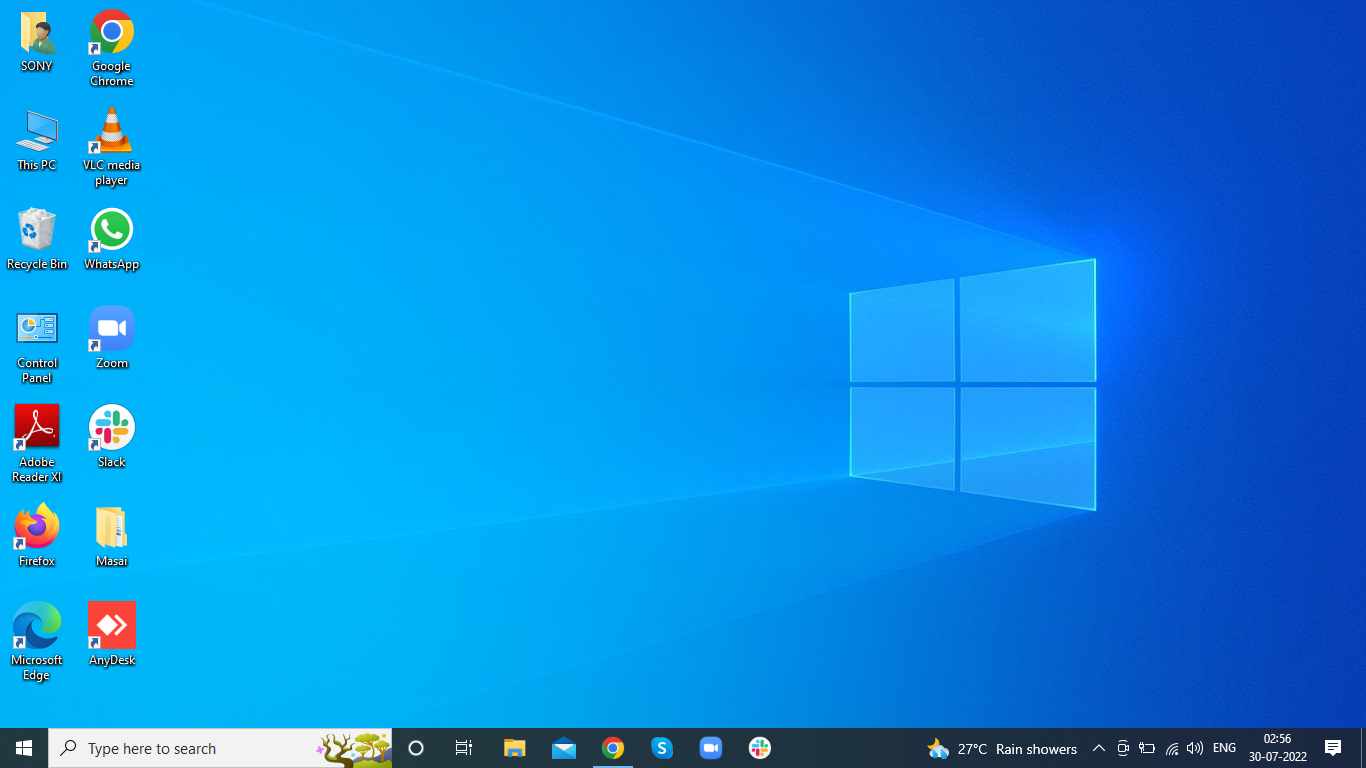 SONY
Google
Chrome
This PC
VLC media
player
Recycle Bin
WhatsApp
Control
Panel
Zoom
Adobe
Reader XI
Slack
Firefox
Masai
Microsoft
Edge
AnyDesk
Type here to search
27°C Rain showers
ENG
02:56
30-07-2022